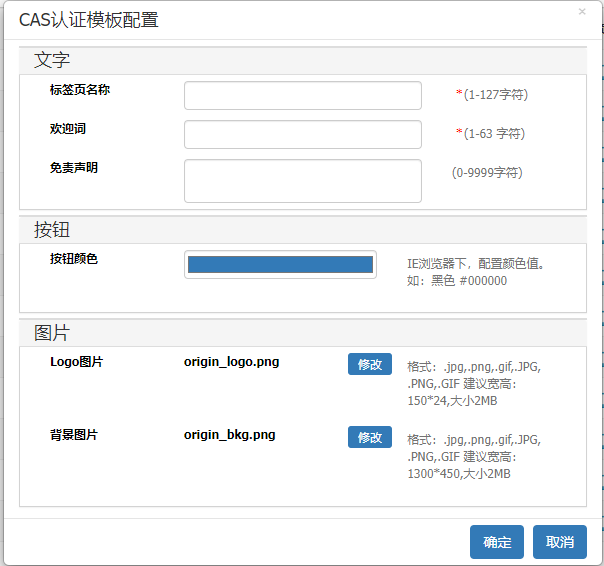 CAS认证模板配置
×
文字
标签页名称
*(1-127字符)
欢迎词
*(1-63 字符)
免责声明
(0-9999字符)
按钮
按钮颜色
IE浏览器下，配置颜色值。
如：黑色 #000000
图片
Logo图片
origin_logo.png
修改
格式：.jpg,.png,.gif,.JPG,
.PNG,.GIF 建议宽高:
150*24,大小2MB
背景图片
origin_bkg.png
修改
格式：.jpg,.png,.gif,.JPG,
.PNG,.GIF 建议宽高:
1300*450,大小2MB
确定
取消